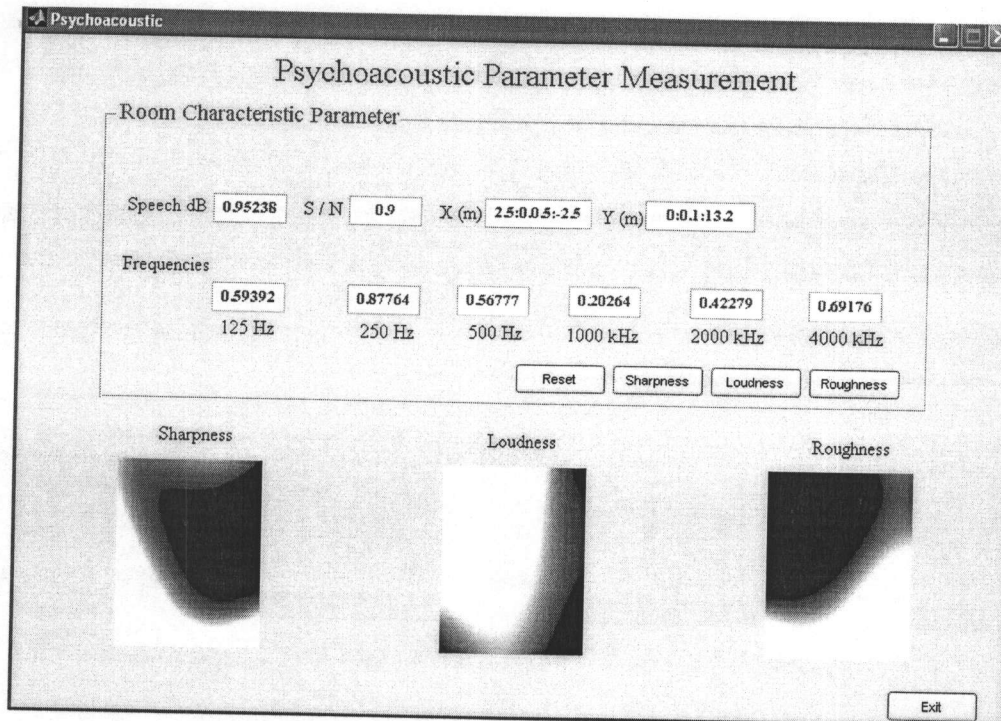 Psychoacoustic
Psychoacoustic Parameter Measurement
Room Characteristic Parameter
Speech dB 0.95238 S / N 0.9 X (m) 2.5:0.0.5:-2.5 Y (m) 0:0.1:13.2
Frequencies
0.59392 0.87764 0.56777 0.20264 0.42279 0.69176
125 Hz 250 Hz 500 Hz 1000 kHz 2000 kHz 4000 kHz
Reset Sharpness Loudness Roughness
Sharpness Loudness Roughness
Exit